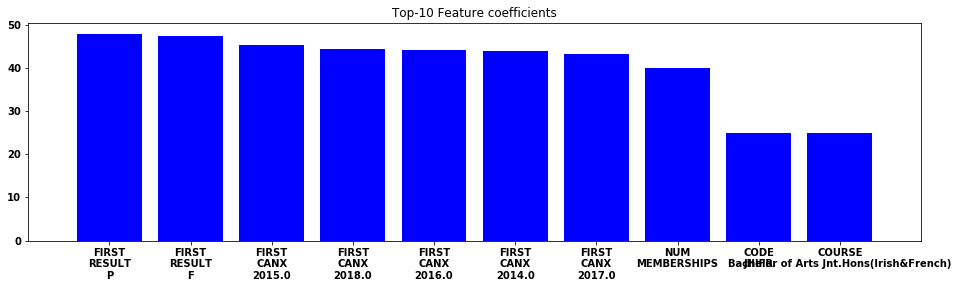 Top-10 Feature coefficients
50
40
30
20
10
0
FIRST
RESULT
P
FIRST
RESULT
F
FIRST
CANX
2015.0
FIRST
CANX
2018.0
FIRST
CANX
2016.0
FIRST
CANX
2014.0
FIRST
CANX
2017.0
NUM
MEMBERSHIPS
CODE
COURSE
Bachelor of Arts Jnt.Hons(Irish&French)